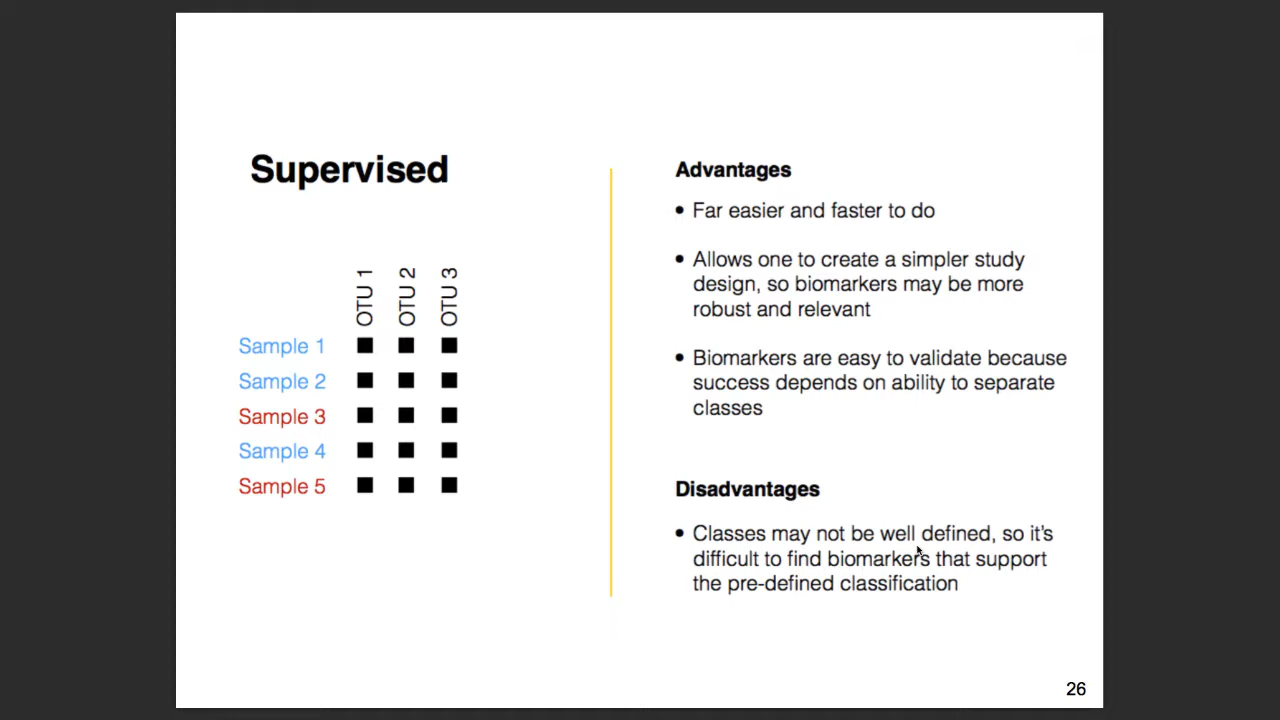 Supervised
OTU 1
OTU 2
OTU 3
Sample 1
Sample 2
Sample 3
Sample 4
Sample 5
Advantages
• Far easier and faster to do
• Allows one to create a simpler study
design, so biomarkers may be more
robust and relevant
• Biomarkers are easy to validate because
success depends on ability to separate
classes
Disadvantages
• Classes may not be well defined, so it's
difficult to find biomarkers that support
the pre-defined classification
26